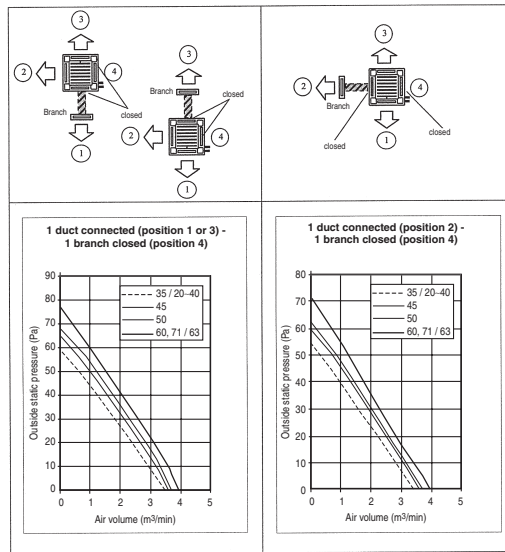 3
2
4
closed
Branch
1
3
Branch
closed
2
4
1
3
2
4
Branch
closed
closed
1
1 duct connected (position 1 or 3) -
1 branch closed (position 4)
90
80
70
60
50
40
30
20
10
0
Outside static pressure (Pa)
35 / 20–40
45
50
60, 71 / 63
0 1 2 3 4 5
Air volume (m³/min)
1 duct connected (position 2) -
1 branch closed (position 4)
80
70
60
50
40
30
20
10
0
Outside static pressure (Pa)
35 / 20–40
45
50
60, 71 / 63
0 1 2 3 4 5
Air volume (m³/min)